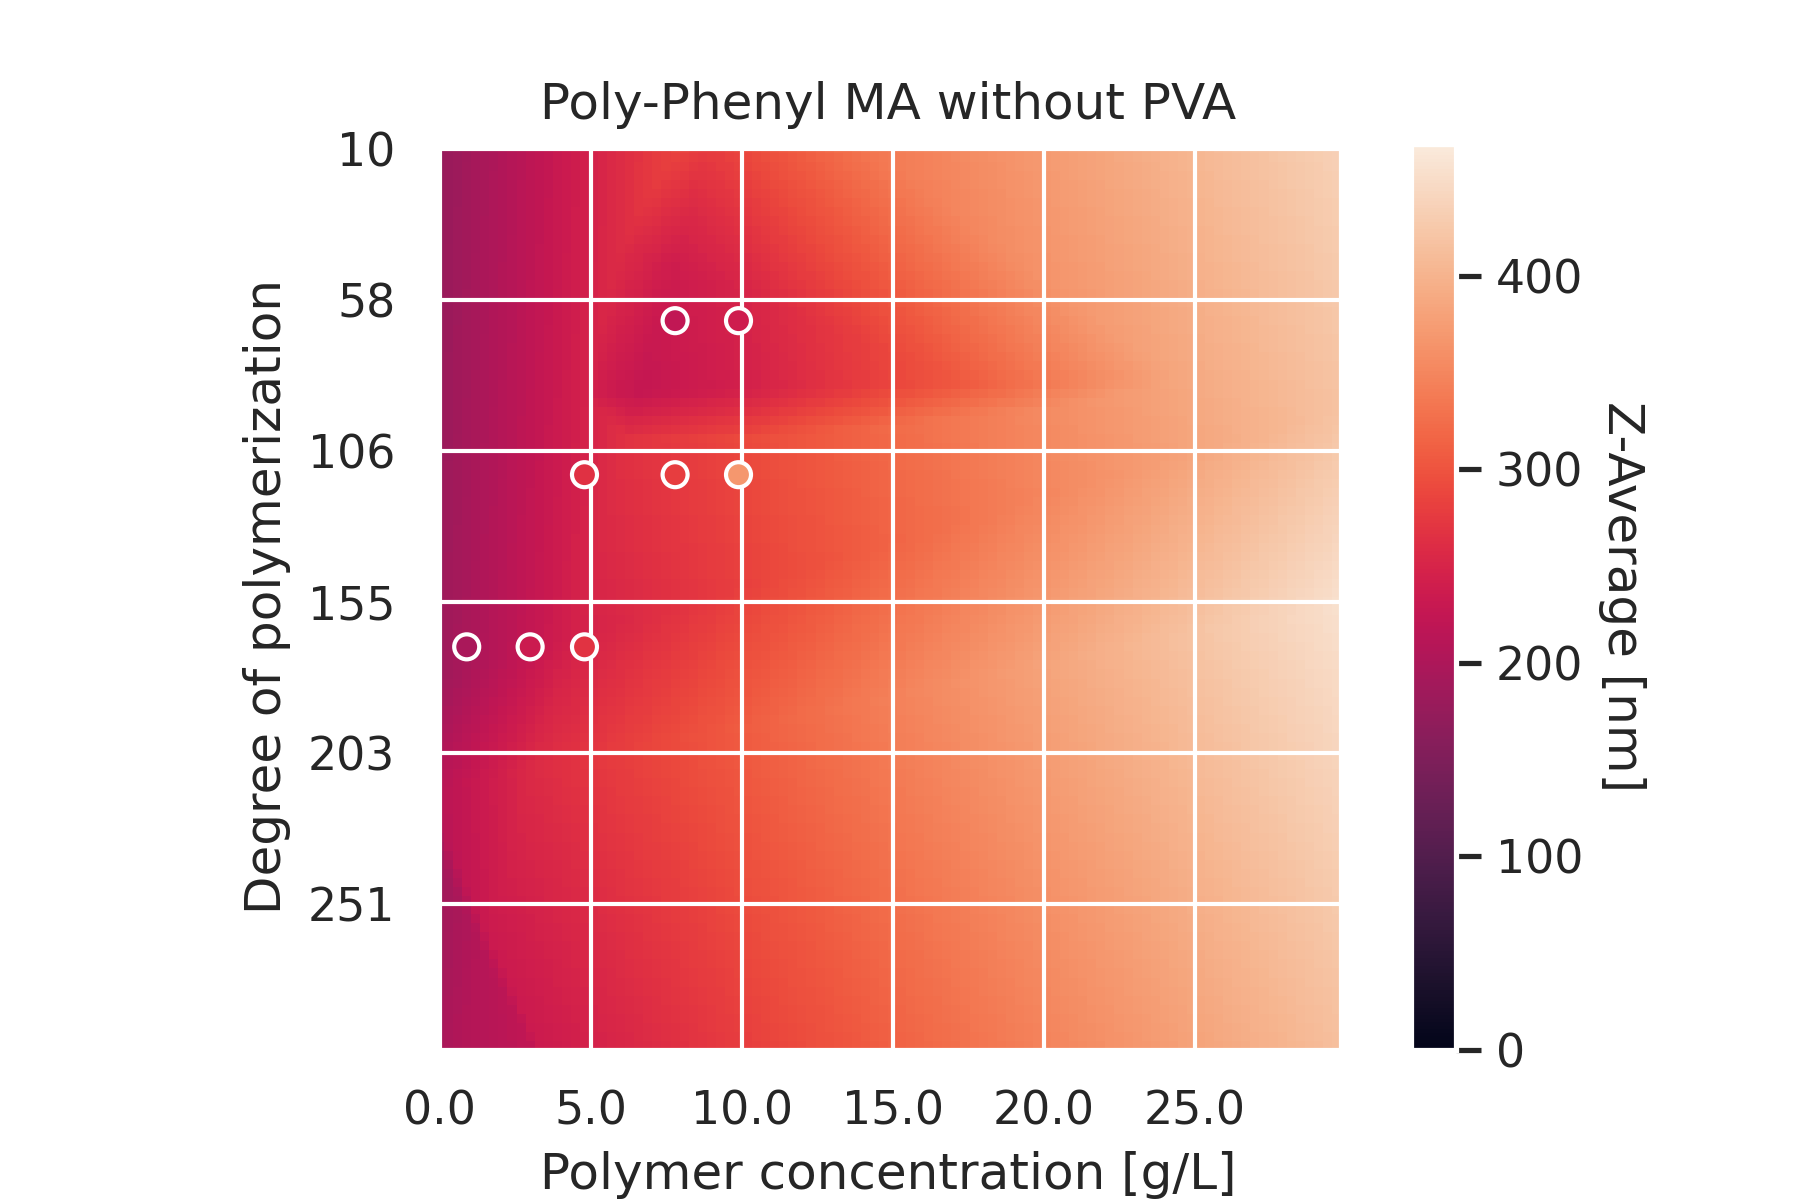 Poly-Phenyl MA without PVA
10
58
106
155
203
251
Degree of polymerization
0.0 5.0 10.0 15.0 20.0 25.0
Polymer concentration [g/L]
400
300
200
100
0
Z-Average [nm]